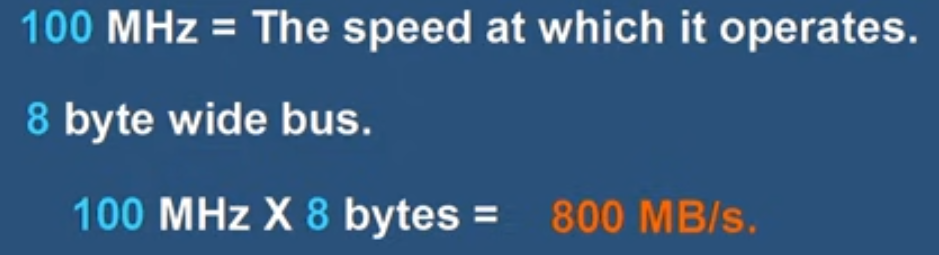 100 MHz = The speed at which it operates.
8 byte wide bus.
100 MHz X 8 bytes = 800 MB/s.